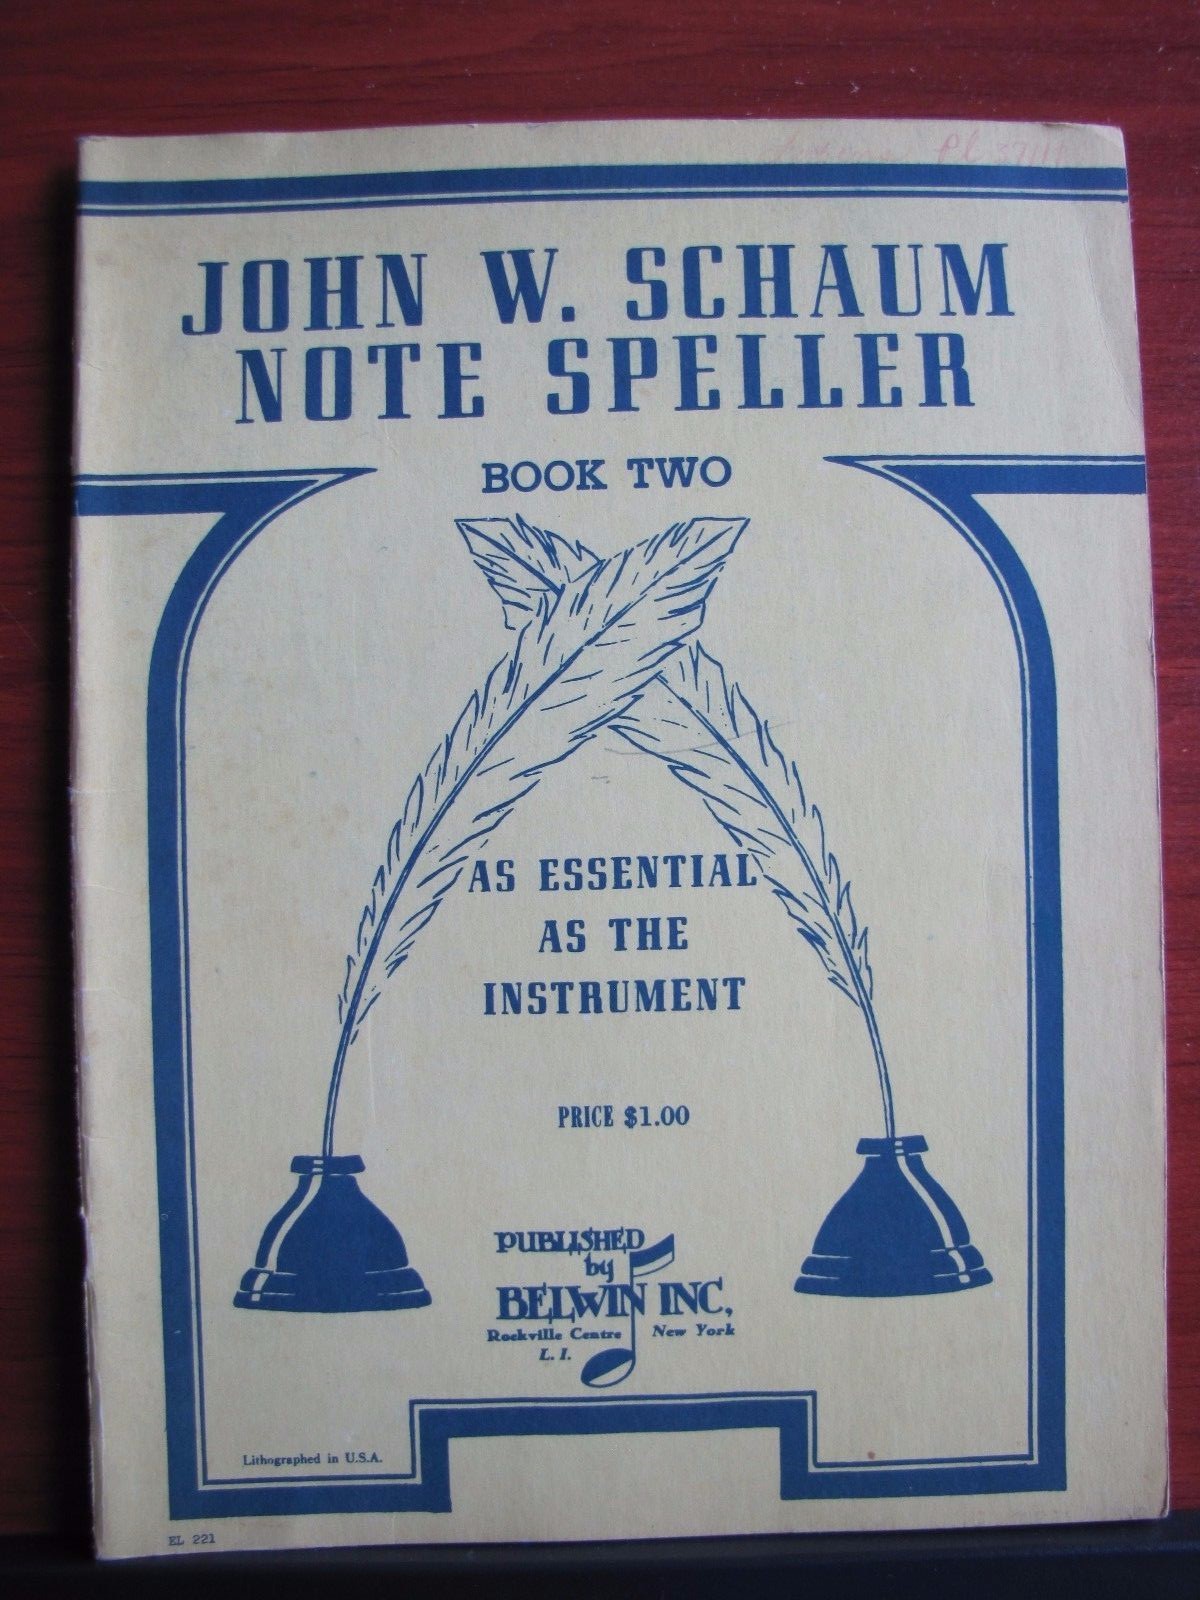 JOHN W. SCHAUM
NOTE SPELLER
BOOK TWO
AS ESSENTIAL
AS THE
INSTRUMENT
PRICE $1.00
PUBLISHED
by
BELWIN INC.
Rockville Centre New York
L. I.
Lithographed in U.S.A.
EL 221